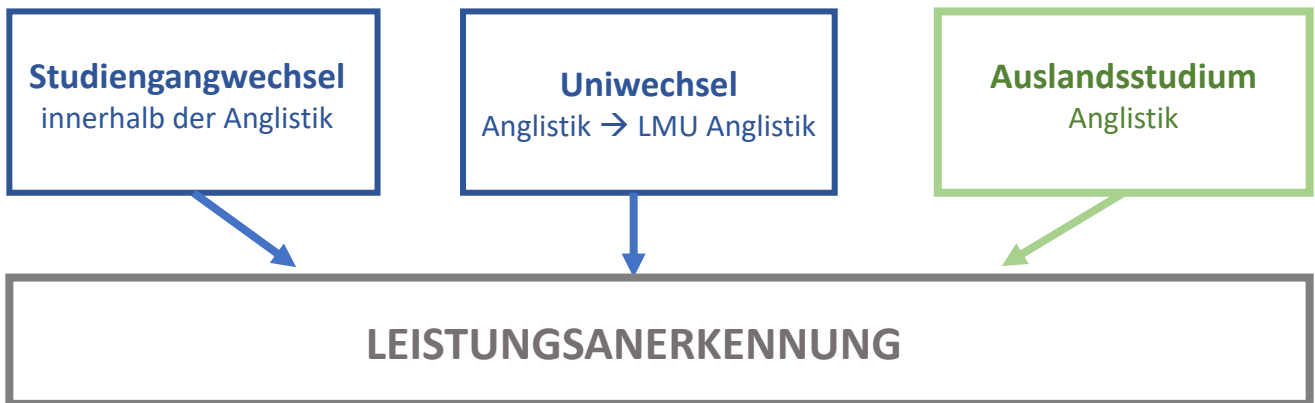 Studiengangwechsel
innerhalb der Anglistik
Uniwechsel
Anglistik → LMU Anglistik
Auslandsstudium
Anglistik
LEISTUNGSANERKENNUNG